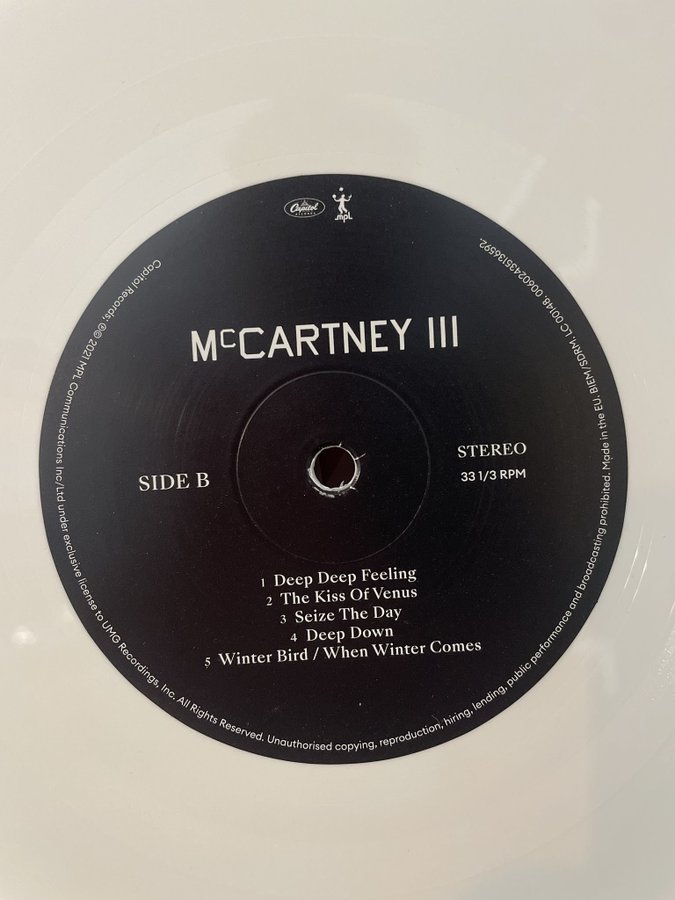 Capitol
RECORDS
MPL
McCARTNEY III
SIDE B
STEREO
33 1/3 RPM
1 Deep Deep Feeling
2 The Kiss Of Venus
3 Seize The Day
4 Deep Down
5 Winter Bird / When Winter Comes
Capitol Records; ℗© 2021 MPL Communications Inc/Ltd under exclusive license to UMG Recordings, Inc. All Rights Reserved. Unauthorised copying, reproduction, hiring, lending, public performance and broadcasting prohibited. Made in the EU. BIEM/SDRM. LC 00148. 00602435136592.